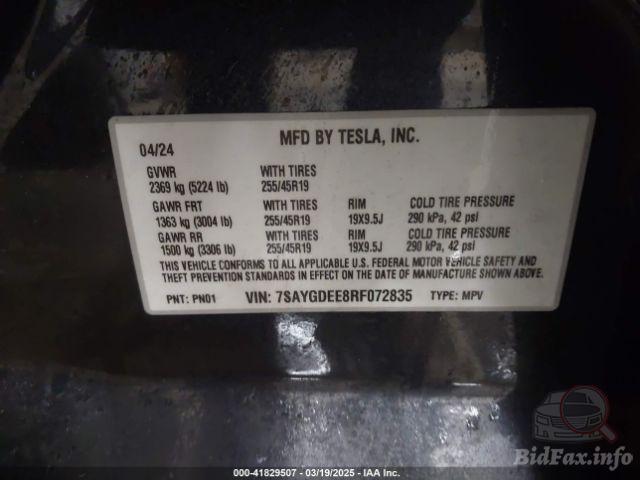 04/24 MFD BY TESLA, INC.
GVWR WITH TIRES
2369 kg (5224 lb) 255/45R19
GAWR FRT WITH TIRES RIM COLD TIRE PRESSURE
1363 kg (3004 lb) 255/45R19 19X9.5J 290 kPa, 42 psi
GAWR RR WITH TIRES RIM COLD TIRE PRESSURE
1500 kg (3306 lb) 255/45R19 19X9.5J 290 kPa, 42 psi
THIS VEHICLE CONFORMS TO ALL APPLICABLE U.S. FEDERAL MOTOR VEHICLE SAFETY AND
THEFT PREVENTION STANDARDS IN EFFECT ON THE DATE OF MANUFACTURE SHOWN ABOVE.
PNT: PN01 VIN: 7SAYGDEE8RF072835 TYPE: MPV
BidFax.info
000-41829507 - 03/19/2025 - IAA Inc.